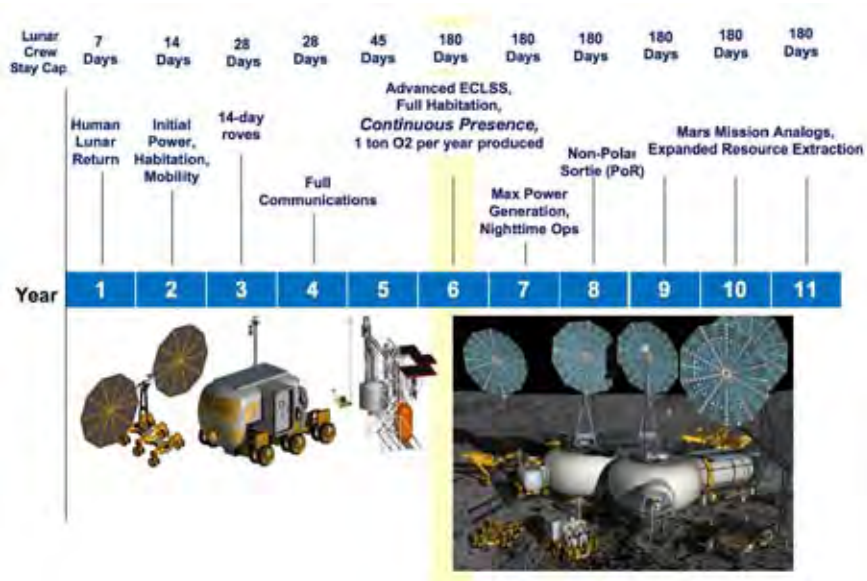 Lunar
Crew
Stay Cap
7
Days
14
Days
28
Days
28
Days
45
Days
180
Days
180
Days
180
Days
180
Days
180
Days
180
Days
Human
Lunar
Return
Initial
Power,
Habitation,
Mobility
14-day
roves
Full
Communications
Advanced ECLSS,
Full Habitation,
Continuous Presence,
1 ton O2 per year produced
Max Power
Generation,
Nighttime Ops
Non-Polar
Sortie (PoR)
Mars Mission Analogs,
Expanded Resource Extraction
Year 1 2 3 4 5 6 7 8 9 10 11